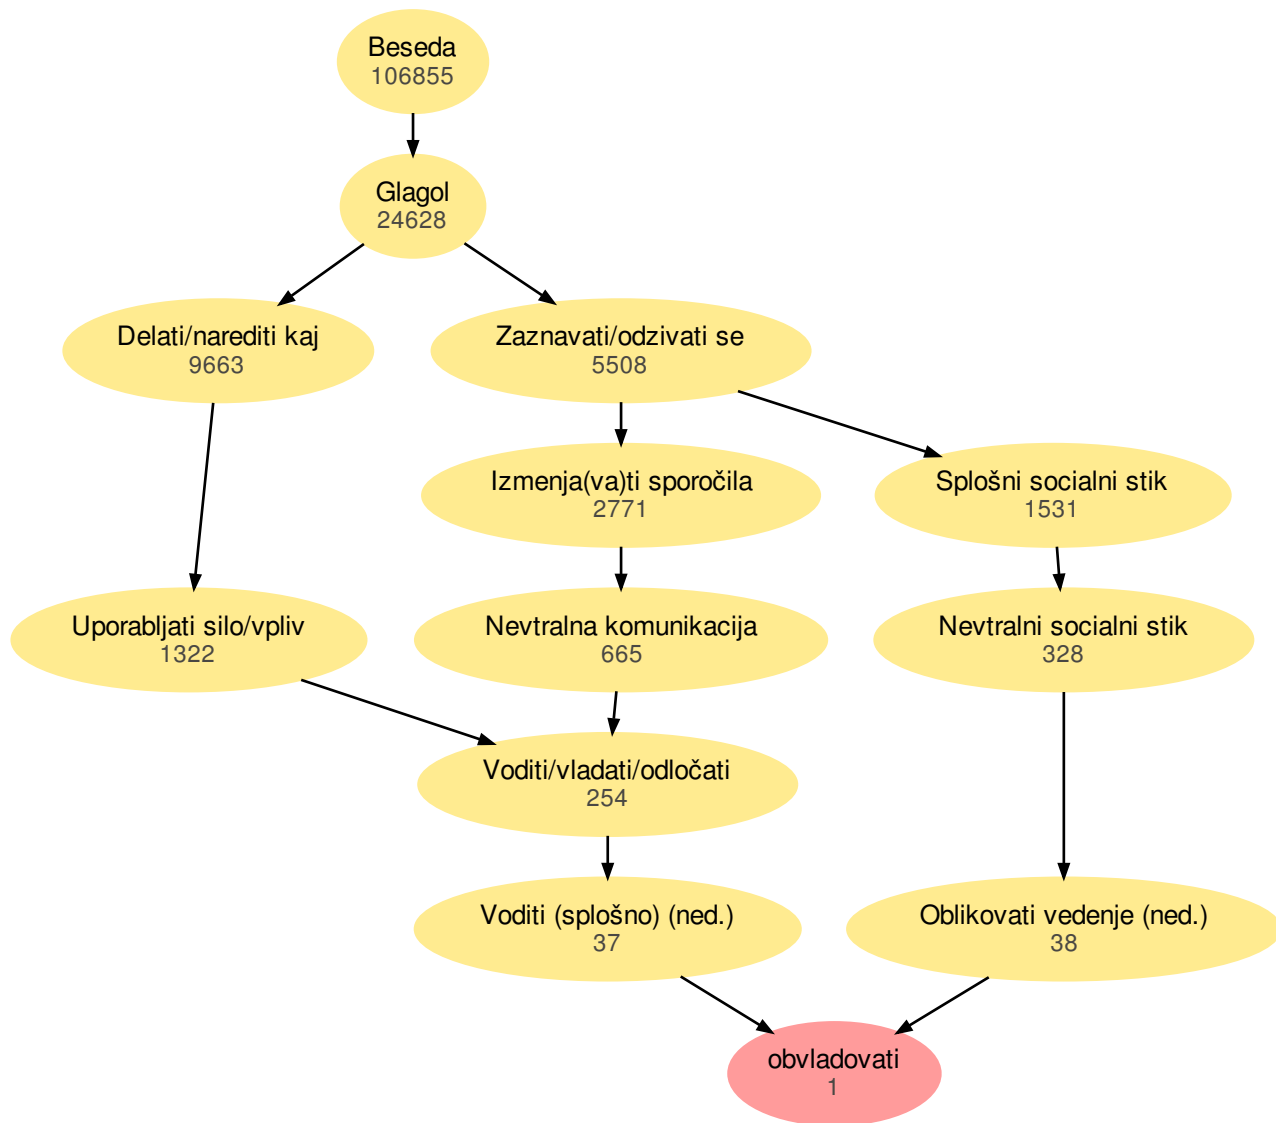 Beseda
106855
Glagol
24628
Delati/narediti kaj
9663
Zaznavati/odzivati se
5508
Izmenja(va)ti sporočila
2771
Splošni socialni stik
1531
Uporabljati silo/vpliv
1322
Nevtralna komunikacija
665
Nevtralni socialni stik
328
Voditi/vladati/odločati
254
Voditi (splošno) (ned.)
37
Oblikovati vedenje (ned.)
38
obvladovati
1